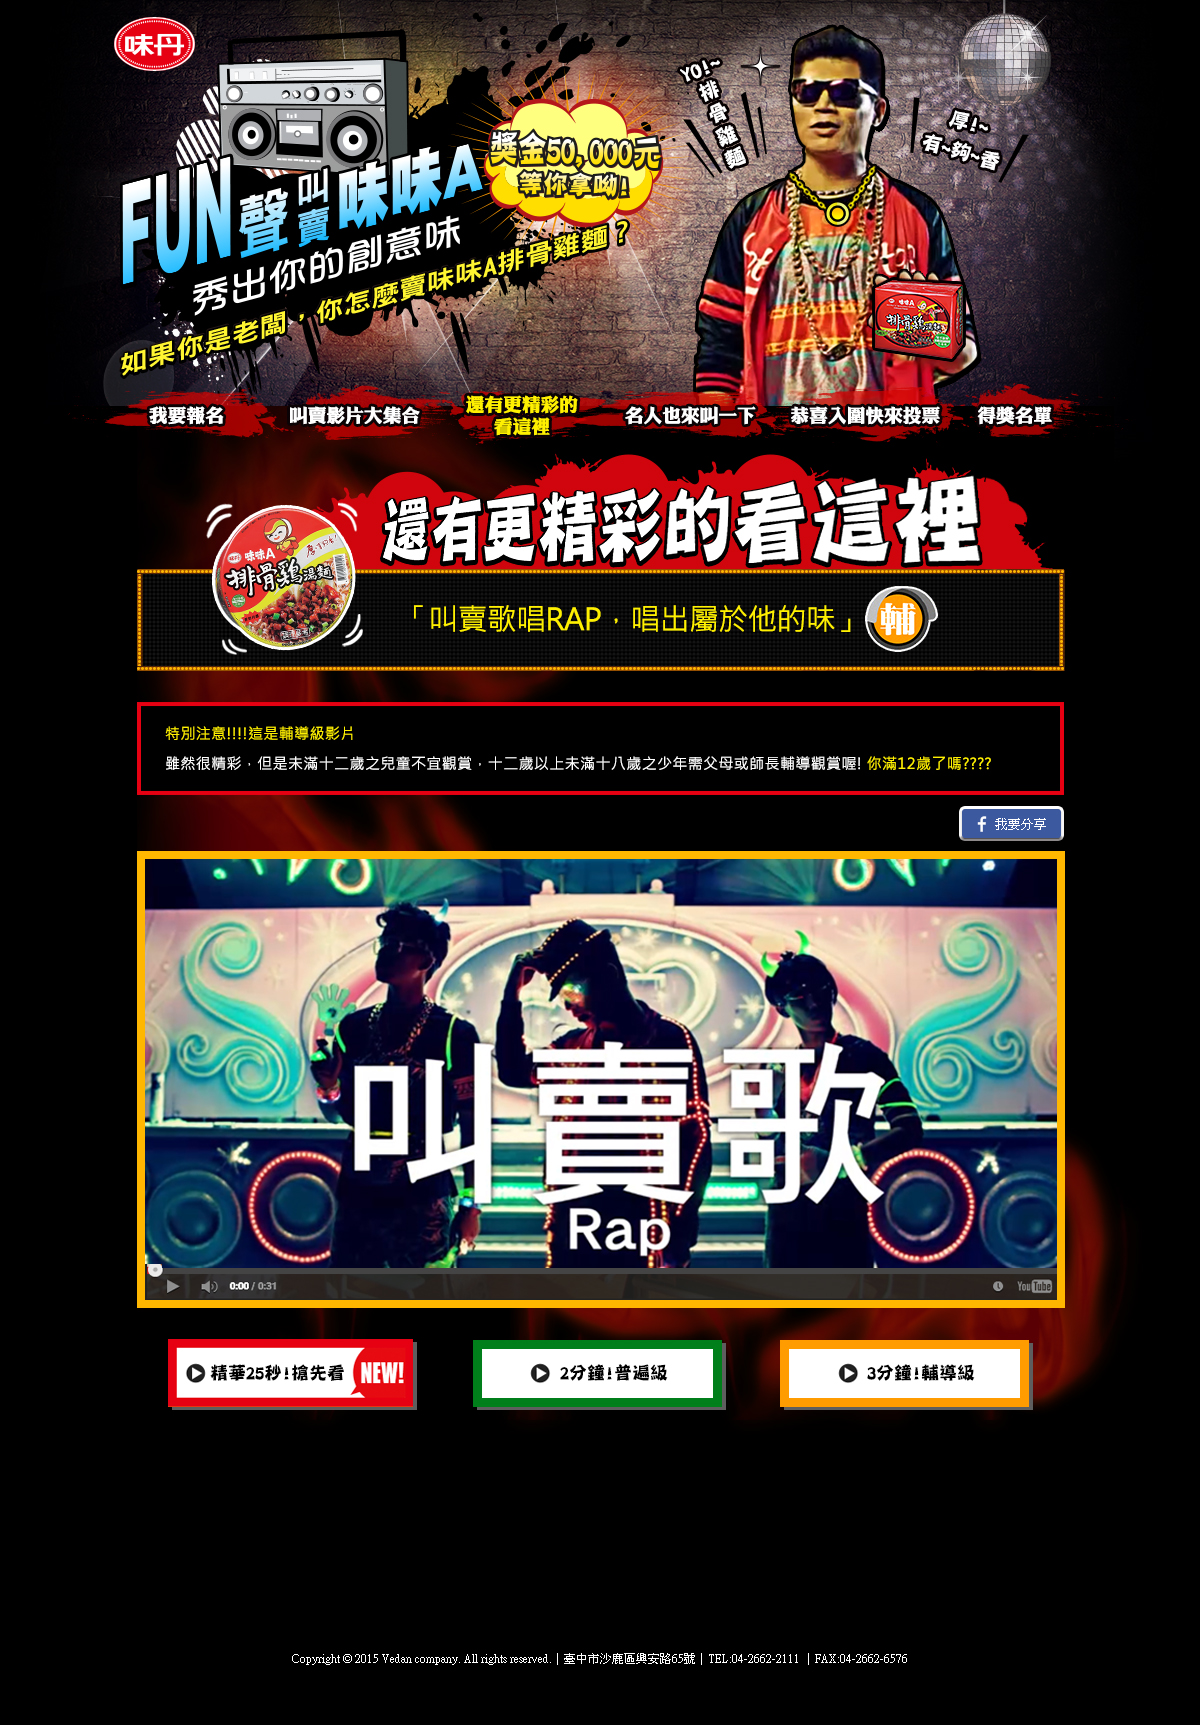 味丹
YO!~排骨雞麵
厚!~
有~夠~香
獎金50,000元
等你拿呦!
FUN聲叫賣味味A
秀出你的創意味
如果你是老闆，你怎麼賣味味A排骨雞麵？
味味A
排骨鷄湯麵
我要報名
叫賣影片大集合
還有更精彩的
看這裡
名人也來叫一下
恭喜入圍快來投票
得獎名單
還有更精彩的看這裡
味味A
排骨鷄湯麵
「叫賣歌唱RAP，唱出屬於他的味」
輔
特別注意!!!!這是輔導級影片
雖然很精彩，但是未滿十二歲之兒童不宜觀賞，十二歲以上未滿十八歲之少年需父母或師長輔導觀賞喔! 你滿12歲了嗎????
f 我要分享
叫賣歌
Rap
0:00 / 0:31
YouTube
精華25秒!搶先看
NEW!
2分鐘!普遍級
3分鐘!輔導級
Copyright © 2015 Vedan company. All rights reserved. | 臺中市沙鹿區興安路65號 | TEL:04-2662-2111 | FAX:04-2662-6576